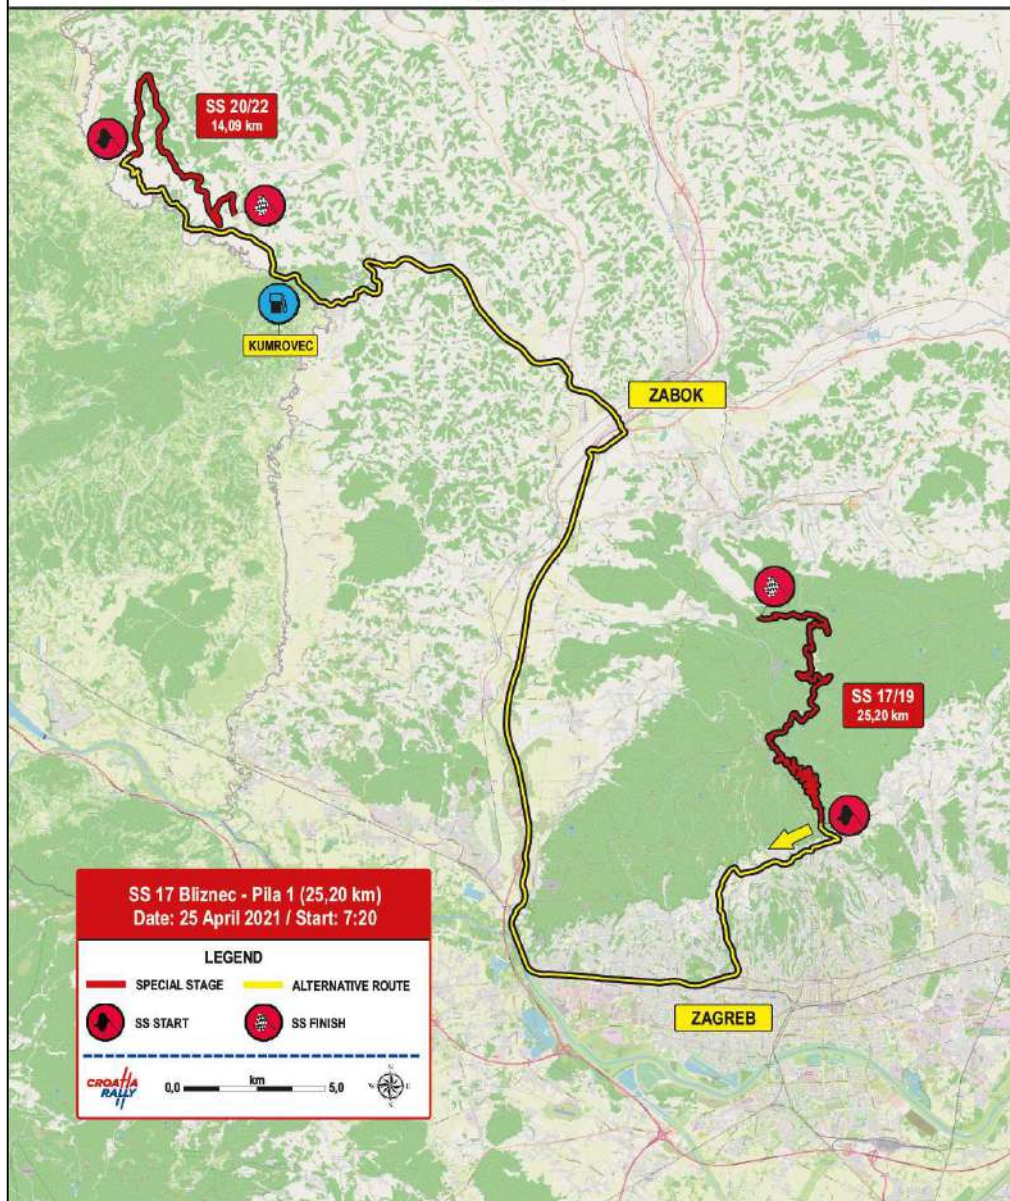 SS 20/22
14,09 km
KUMROVEC
ZABOK
SS 17/19
25,20 km
SS 17 Bliznec - Pila 1 (25,20 km)
Date: 25 April 2021 / Start: 7:20
LEGEND
SPECIAL STAGE
ALTERNATIVE ROUTE
SS START
SS FINISH
CROATIA
RALLY
0,0 km 5,0
ZAGREB